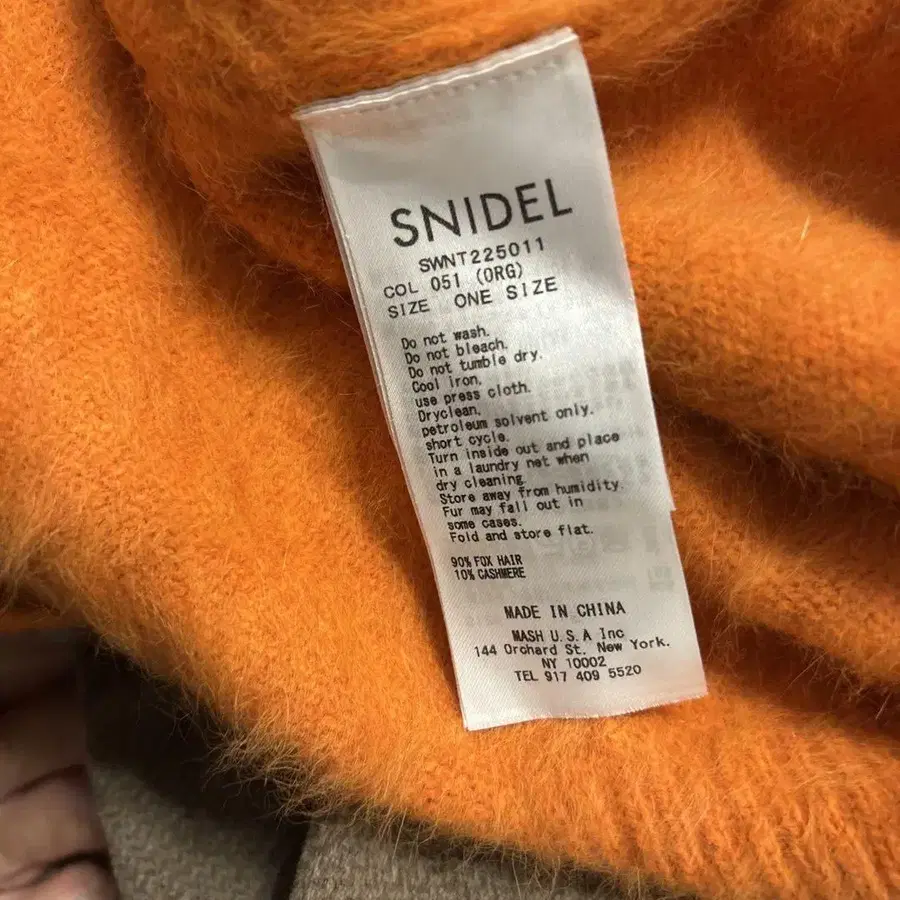 SNIDEL
SWNT225011
COL 051 (ORG)
SIZE ONE SIZE
Do not wash.
Do not bleach.
Do not tumble dry.
Cool iron,
use press cloth.
Dryclean,
petroleum solvent only.
short cycle.
Turn inside out and place
in a laundry net when
dry cleaning.
Store away from humidity.
Fur may fall out in
some cases.
Fold and store flat.
90% FOX HAIR
10% CASHMERE
MADE IN CHINA
MASH U.S.A Inc
144 Orchard St. New York.
NY 10002
TEL 917 409 5520